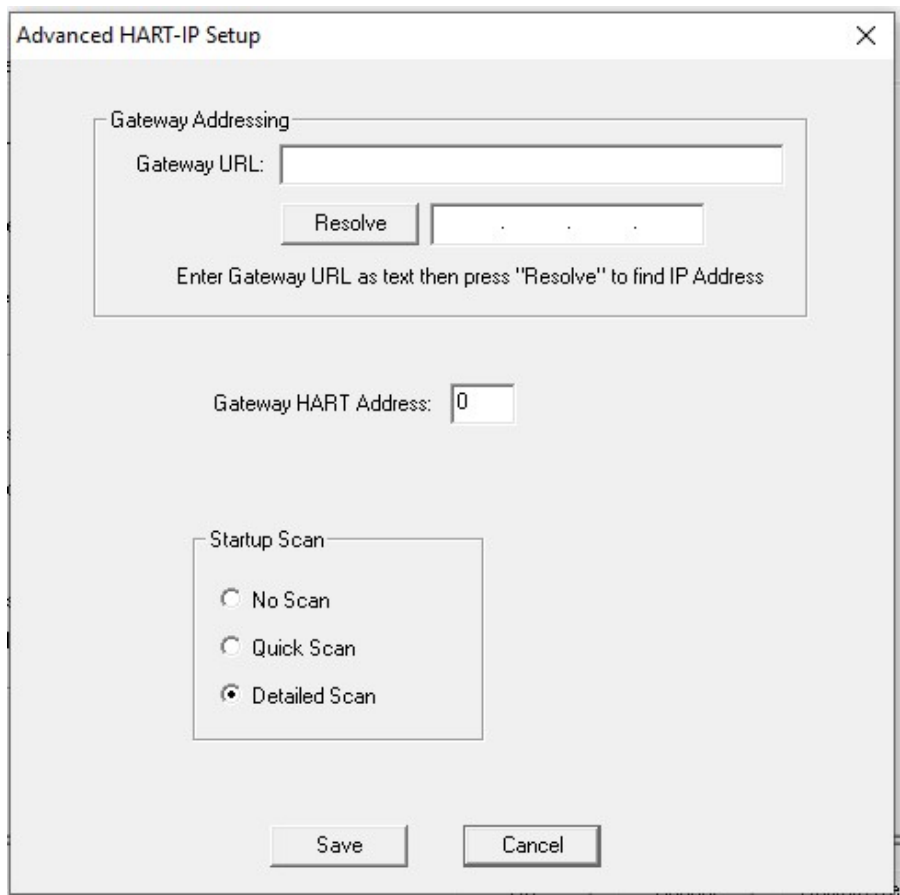 Advanced HART-IP Setup
Gateway Addressing
Gateway URL:
Resolve . . .
Enter Gateway URL as text then press "Resolve" to find IP Address
Gateway HART Address: 0
Startup Scan
No Scan
Quick Scan
Detailed Scan
Save Cancel